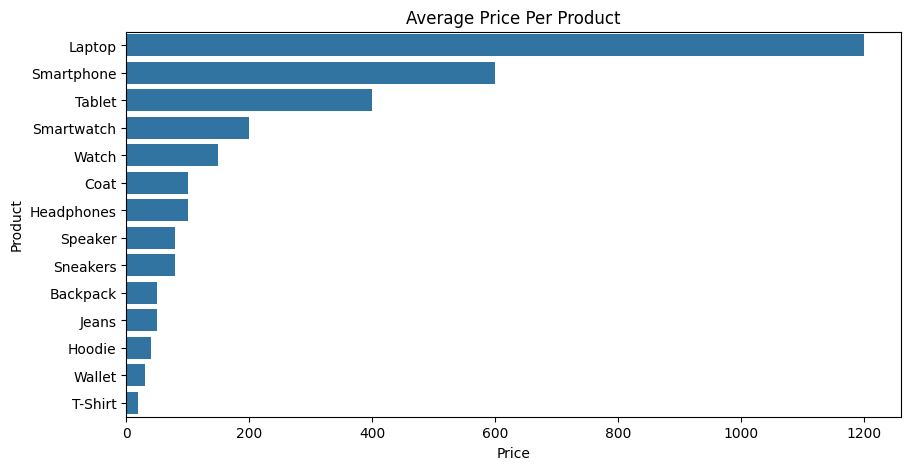 Average Price Per Product
Product
Laptop
Smartphone
Tablet
Smartwatch
Watch
Coat
Headphones
Speaker
Sneakers
Backpack
Jeans
Hoodie
Wallet
T-Shirt
0 200 400 600 800 1000 1200
Price